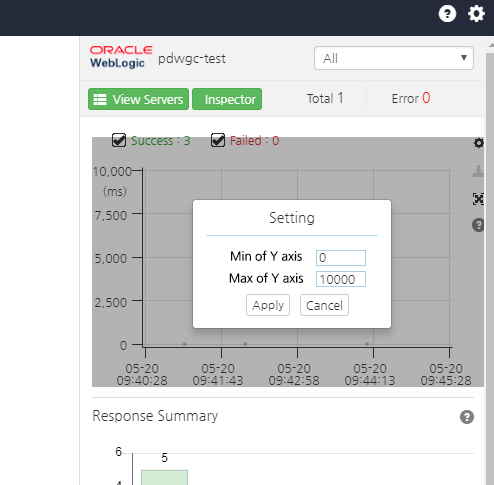 ORACLE
WebLogic pdwgc-test All
View Servers Inspector Total 1 Error 0
Success : 3 Failed : 0
10,000
(ms)
7,500
5,000
2,500
0
Setting
Min of Y axis 0
Max of Y axis 10000
Apply Cancel
05-20 05-20 05-20 05-20 05-20
09:40:28 09:41:43 09:42:58 09:44:13 09:45:28
Response Summary
6
5
4